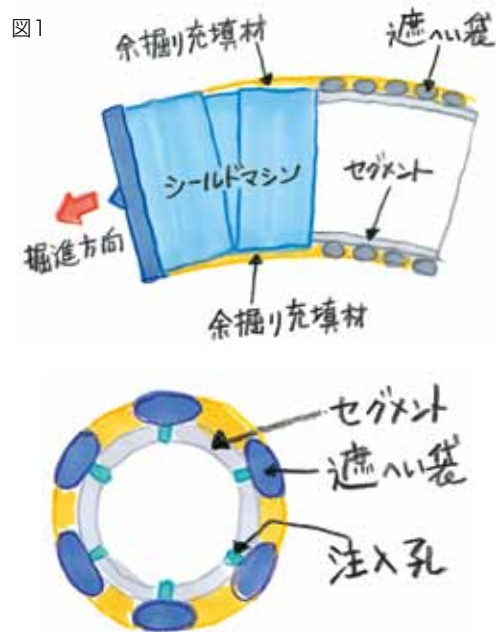 図1
余掘り充填材
遮へい袋
シールドマシン
セグメント
掘進方向
余掘り充填材
セグメント
遮へい袋
注入孔